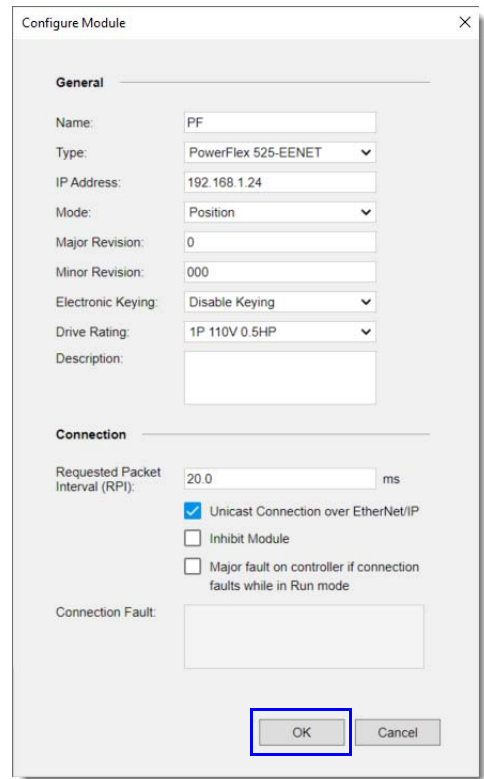 Configure Module
General
Name: PF
Type: PowerFlex 525-EENET
IP Address: 192.168.1.24
Mode: Position
Major Revision: 0
Minor Revision: 000
Electronic Keying: Disable Keying
Drive Rating: 1P 110V 0.5HP
Description:
Connection
Requested Packet
Interval (RPI): 20.0 ms
Unicast Connection over EtherNet/IP
Inhibit Module
Major fault on controller if connection
faults while in Run mode
Connection Fault:
OK Cancel